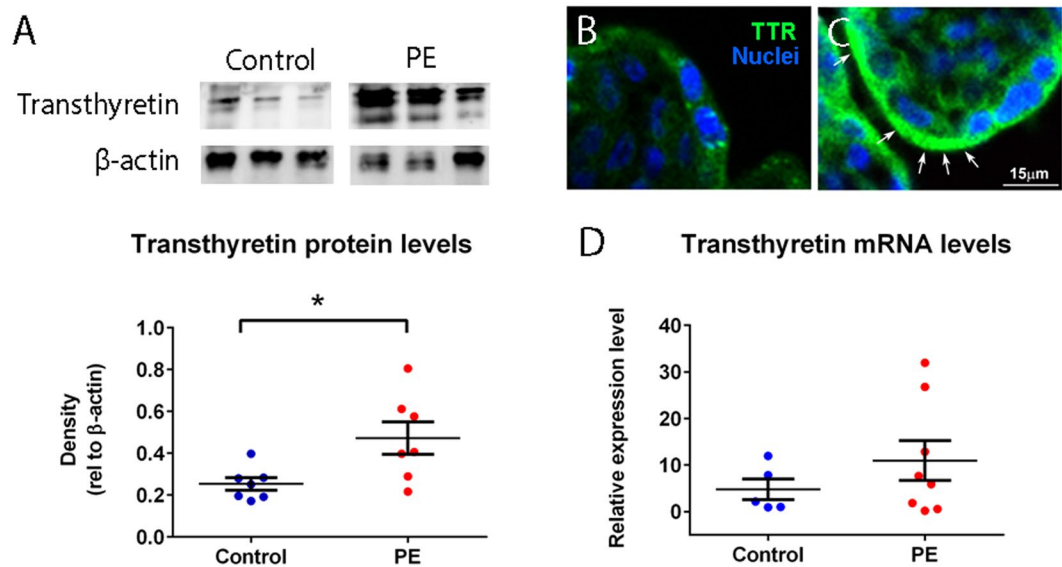 A
Control
PE
Transthyretin
β-actin
B
TTR
Nuclei
C
15μm
Transthyretin protein levels
*
Density
(rel to β-actin)
1.0
0.8
0.6
0.4
0.2
0.0
Control
PE
D
Transthyretin mRNA levels
Relative expression level
40
30
20
10
0
Control
PE